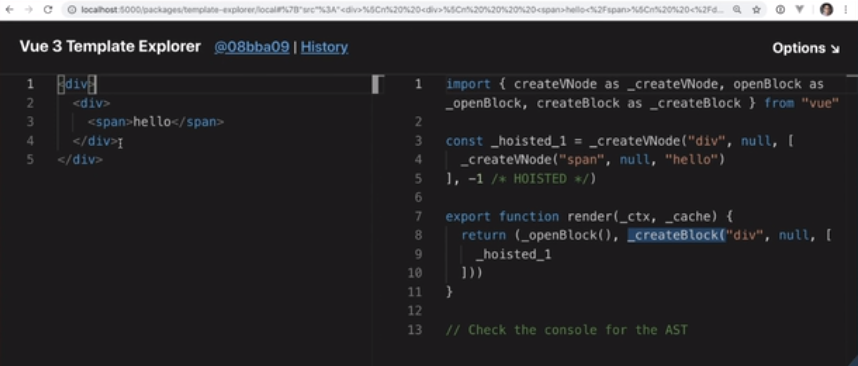 localhost:5000/packages/template-explorer/local#%7B"src"%3A"<div>%5Cn%20%20<div>%5Cn%20%20%20%20<span>hello<%2Fspan>%5Cn%20%20<%2Fd...
Vue 3 Template Explorer @08bba09 | History Options ↘
1 <div>
2 <div>
3 <span>hello</span>
4 </div>
5 </div>
1 import { createVNode as _createVNode, openBlock as
_openBlock, createBlock as _createBlock } from "vue"
2
3 const _hoisted_1 = _createVNode("div", null, [
4 _createVNode("span", null, "hello")
5 ], -1 /* HOISTED */)
6
7 export function render(_ctx, _cache) {
8 return (_openBlock(), _createBlock("div", null, [
9 _hoisted_1
10 ]))
11 }
12
13 // Check the console for the AST